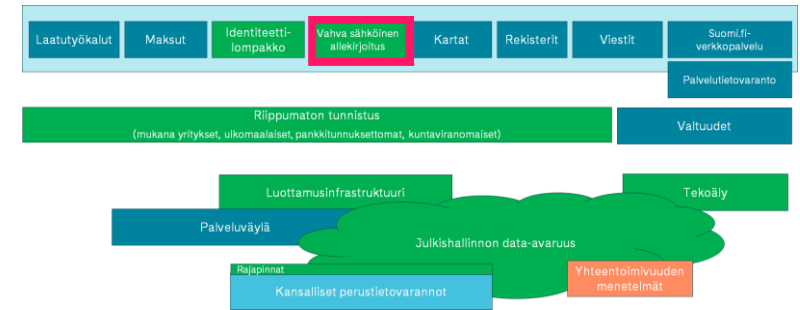 Laatutyökalut
Maksut
Identiteetti-
lompakko
Vahva sähköinen
allekirjoitus
Kartat
Rekisterit
Viestit
Suomi.fi-
verkkopalvelu
Palvelutietovaranto
Riippumaton tunnistus
(mukana yritykset, ulkomaalaiset, pankkitunnuksettomat, kuntaviranomaiset)
Valtuudet
Luottamusinfrastruktuuri
Tekoäly
Palveluväylä
Julkishallinnon data-avaruus
Rajapinnat
Kansalliset perustietovarannot
Yhteentoimivuuden
menetelmät